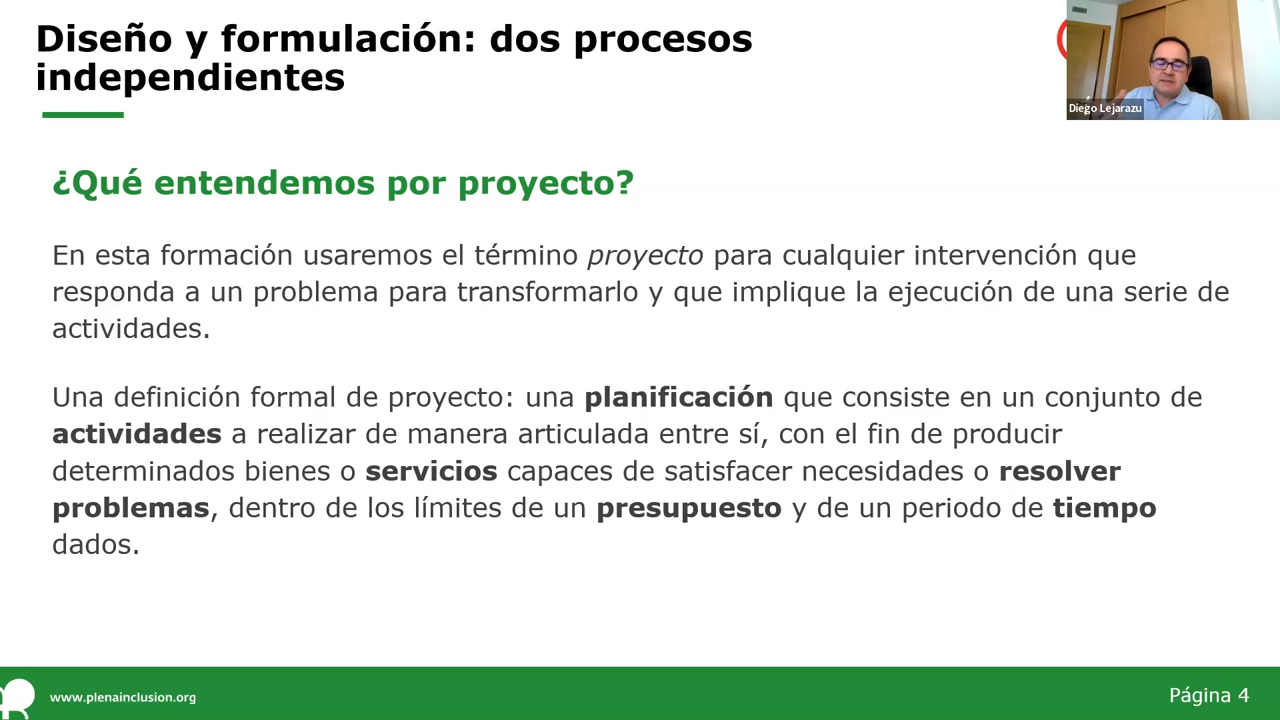 Diseño y formulación: dos procesos
independientes
Diego Lejarazu
¿Qué entendemos por proyecto?
En esta formación usaremos el término proyecto para cualquier intervención que
responda a un problema para transformarlo y que implique la ejecución de una serie de
actividades.
Una definición formal de proyecto: una planificación que consiste en un conjunto de
actividades a realizar de manera articulada entre sí, con el fin de producir
determinados bienes o servicios capaces de satisfacer necesidades o resolver
problemas, dentro de los límites de un presupuesto y de un periodo de tiempo
dados.
www.plenainclusion.org
Página 4